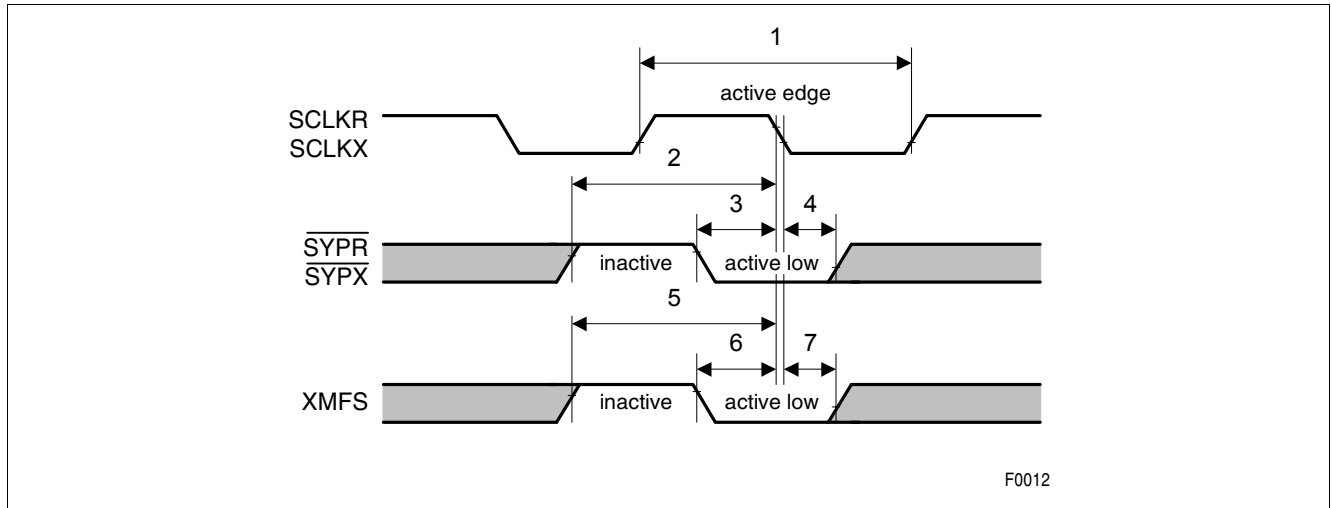 1
active edge
SCLKR
SCLKX
2
3
4
SYPR
SYPX
inactive
active low
5
6
7
XMFS
inactive
active low
F0012